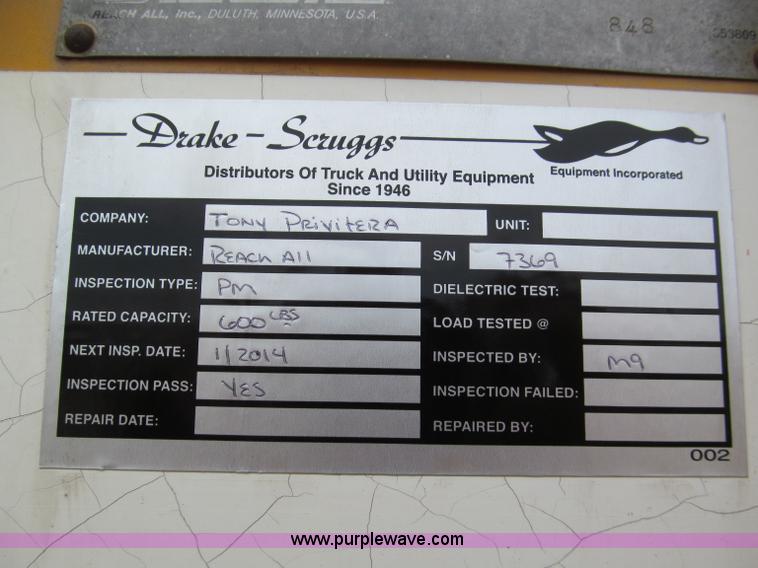 REACH ALL, Inc., DULUTH, MINNESOTA, U.S.A.
848
Drake - Scruggs
Distributors Of Truck And Utility Equipment
Since 1946
Equipment Incorporated
COMPANY: TONY PRIVITERA UNIT:
MANUFACTURER: REACH All S/N 7369
INSPECTION TYPE: PM DIELECTRIC TEST:
RATED CAPACITY: 600 LBS LOAD TESTED @
NEXT INSP. DATE: 1/2014 INSPECTED BY: M9
INSPECTION PASS: YES INSPECTION FAILED:
REPAIR DATE: REPAIRED BY:
002
www.purplewave.com